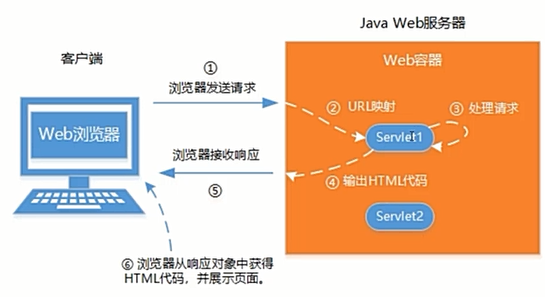 Java Web服务器
客户端
Web容器
①
浏览器发送请求
② URL映射
③ 处理请求
Web浏览器
Servlet1
浏览器接收响应
④ 输出HTML代码
⑤
Servlet2
⑥ 浏览器从响应对象中获得
HTML代码，并展示页面。